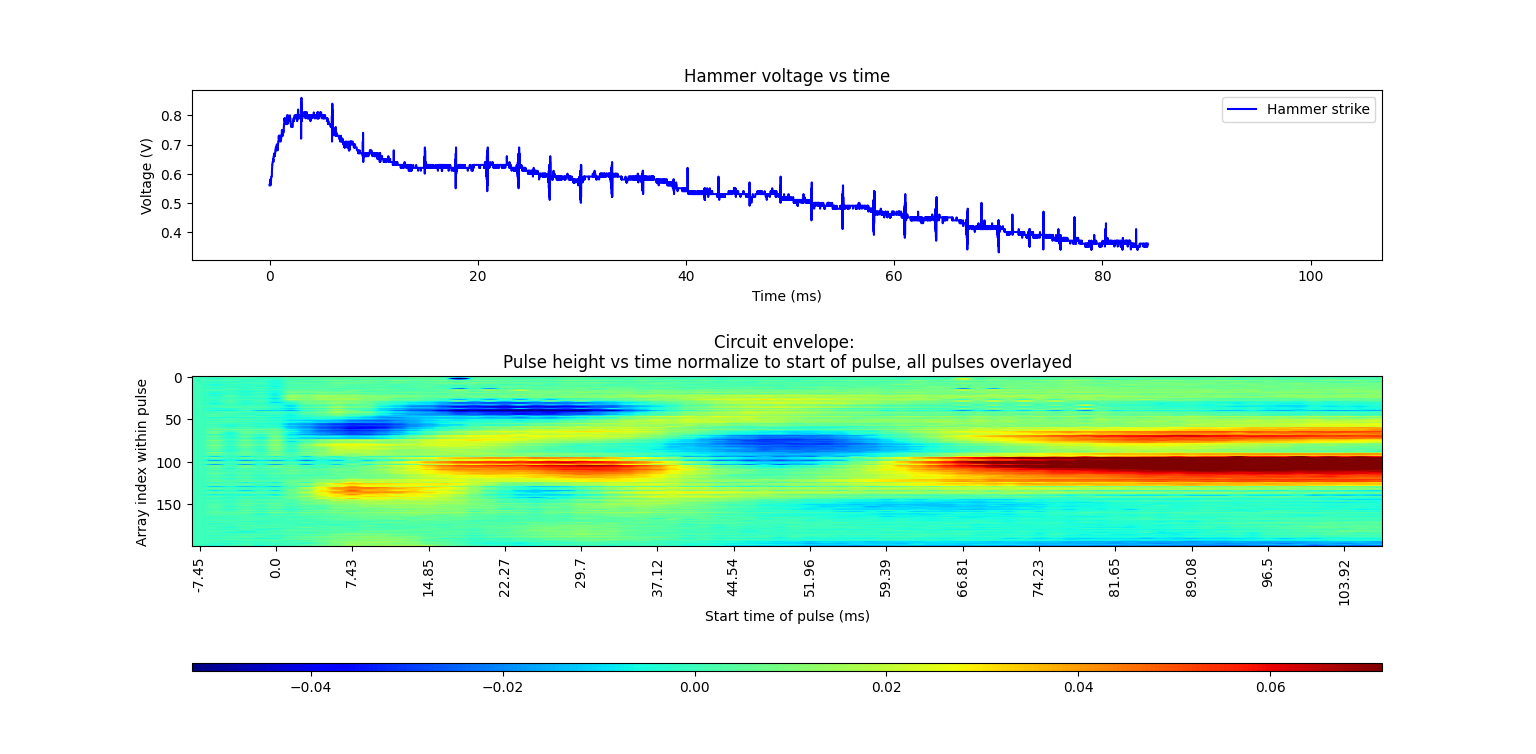 Hammer voltage vs time
Hammer strike
0.8
0.7
0.6
0.5
0.4
Voltage (V)
0 20 40 60 80 100
Time (ms)
Circuit envelope:
Pulse height vs time normalize to start of pulse, all pulses overlayed
0
50
100
150
Array index within pulse
-7.45 0.0 7.43 14.85 22.27 29.7 37.12 44.54 51.96 59.39 66.81 74.23 81.65 89.08 96.5 103.92
Start time of pulse (ms)
−0.04 −0.02 0.00 0.02 0.04 0.06